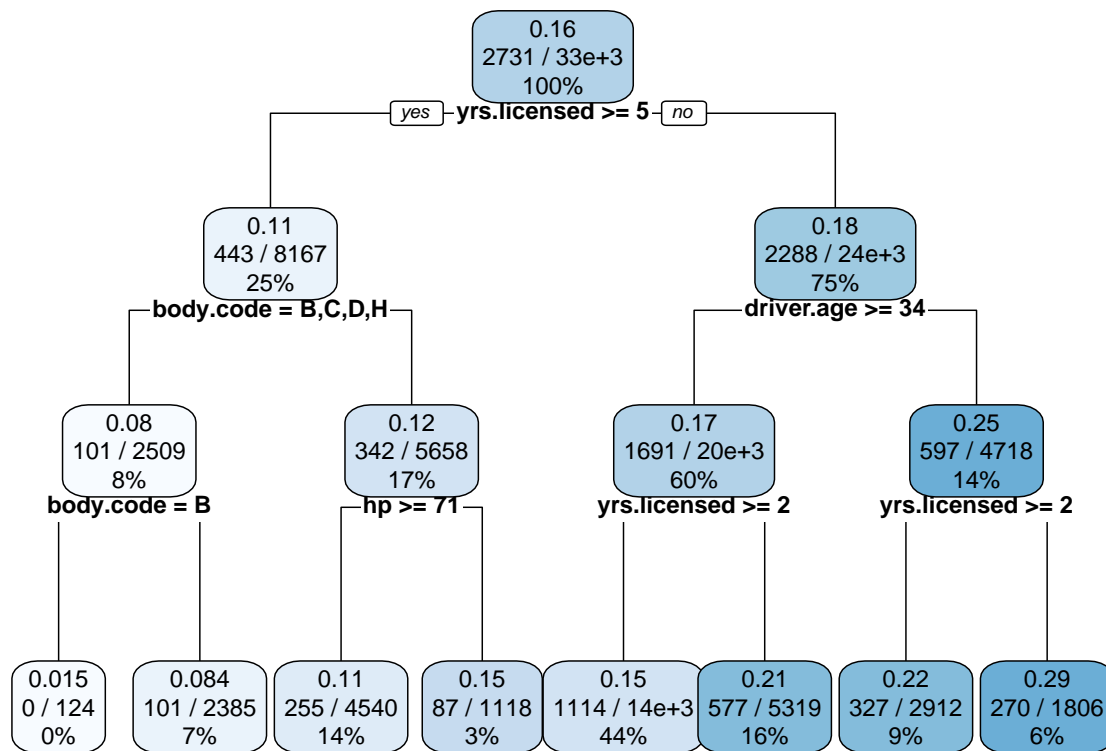 0.16
2731 / 33e+3
100%
yes yrs.licensed >= 5 no
0.11
443 / 8167
25%
body.code = B,C,D,H
0.18
2288 / 24e+3
75%
driver.age >= 34
0.08
101 / 2509
8%
body.code = B
0.12
342 / 5658
17%
hp >= 71
0.17
1691 / 20e+3
60%
yrs.licensed >= 2
0.25
597 / 4718
14%
yrs.licensed >= 2
0.015
0 / 124
0%
0.084
101 / 2385
7%
0.11
255 / 4540
14%
0.15
87 / 1118
3%
0.15
1114 / 14e+3
44%
0.21
577 / 5319
16%
0.22
327 / 2912
9%
0.29
270 / 1806
6%